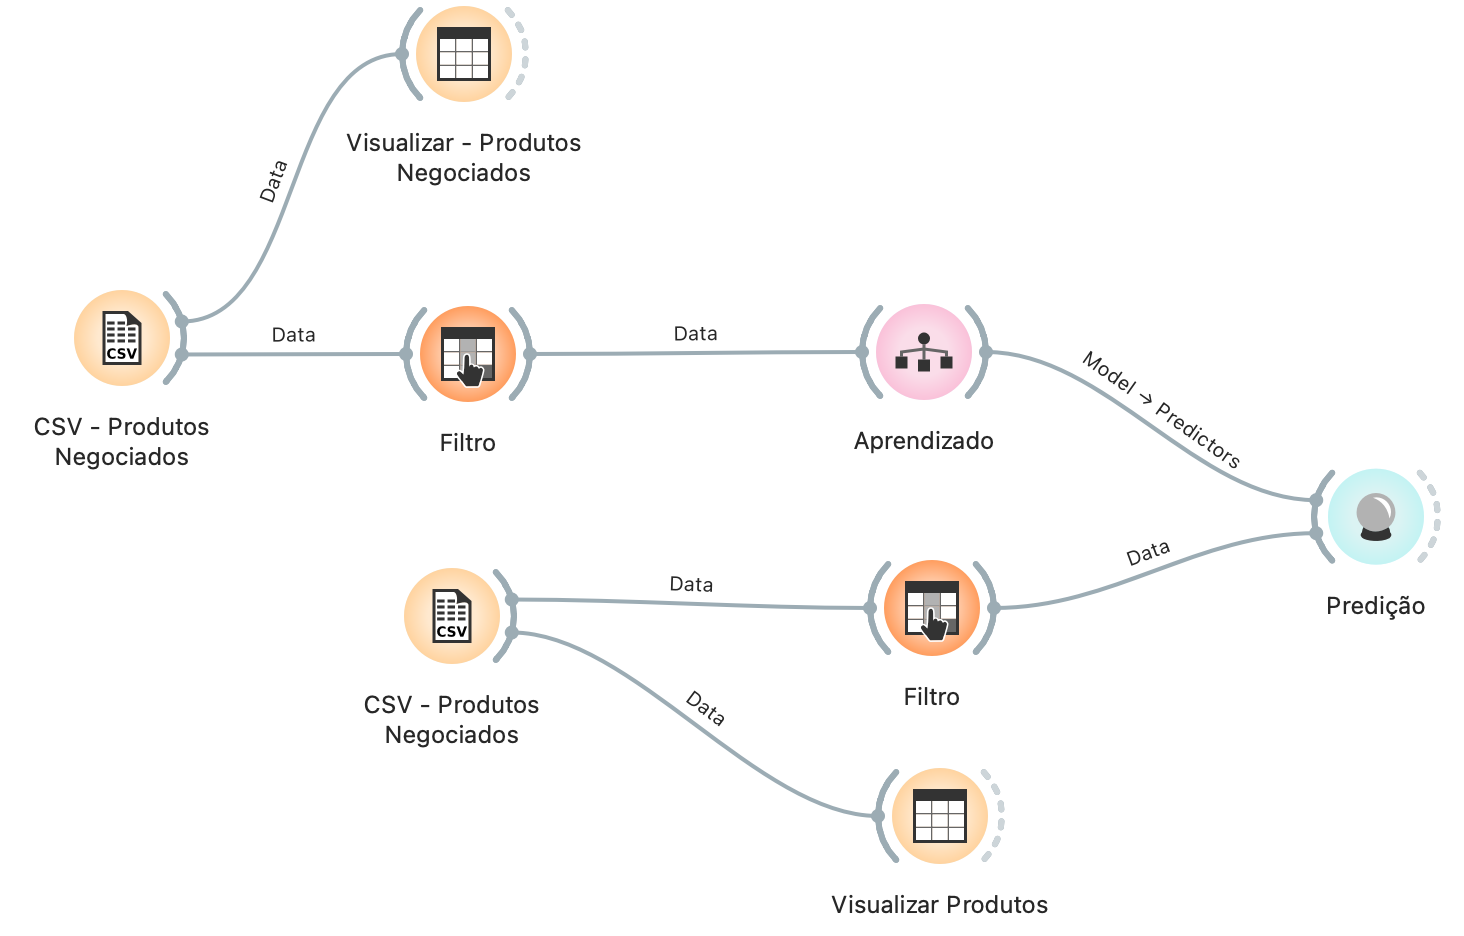 Visualizar - Produtos
Negociados
Data
CSV
CSV - Produtos
Negociados
Data
Filtro
Data
Aprendizado
Model → Predictors
Predição
CSV
CSV - Produtos
Negociados
Data
Filtro
Data
Data
Visualizar Produtos